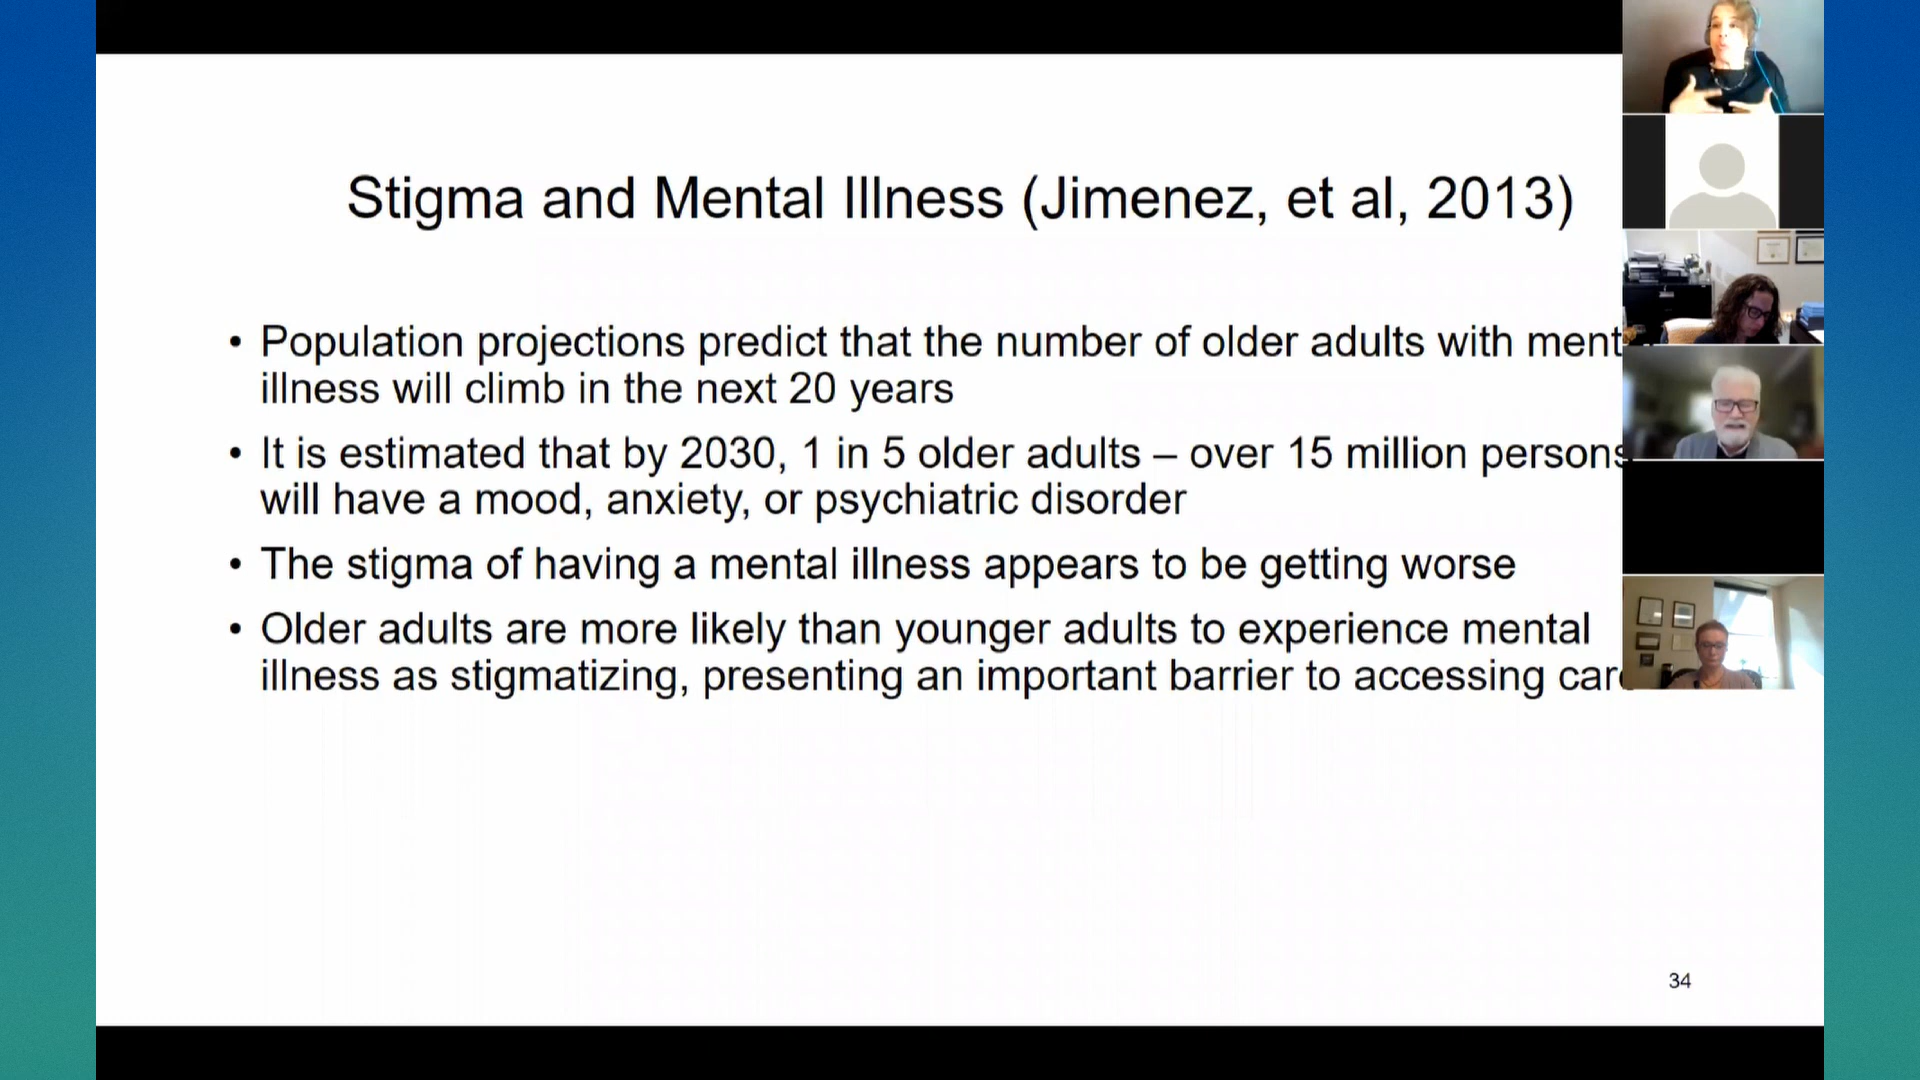 Stigma and Mental Illness (Jimenez, et al, 2013)
• Population projections predict that the number of older adults with ment
illness will climb in the next 20 years
• It is estimated that by 2030, 1 in 5 older adults – over 15 million persons
will have a mood, anxiety, or psychiatric disorder
• The stigma of having a mental illness appears to be getting worse
• Older adults are more likely than younger adults to experience mental
illness as stigmatizing, presenting an important barrier to accessing care
34